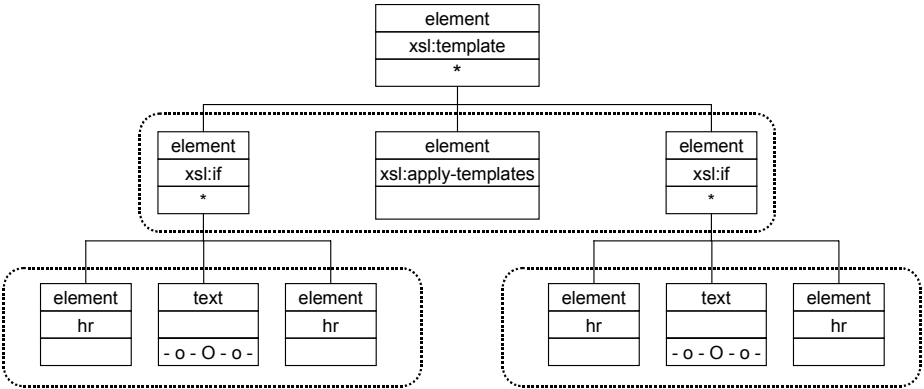 element
xsl:template
*
element
xsl:if
*
element
xsl:apply-templates
element
xsl:if
*
element
hr
text
- o - O - o -
element
hr
element
hr
text
- o - O - o -
element
hr